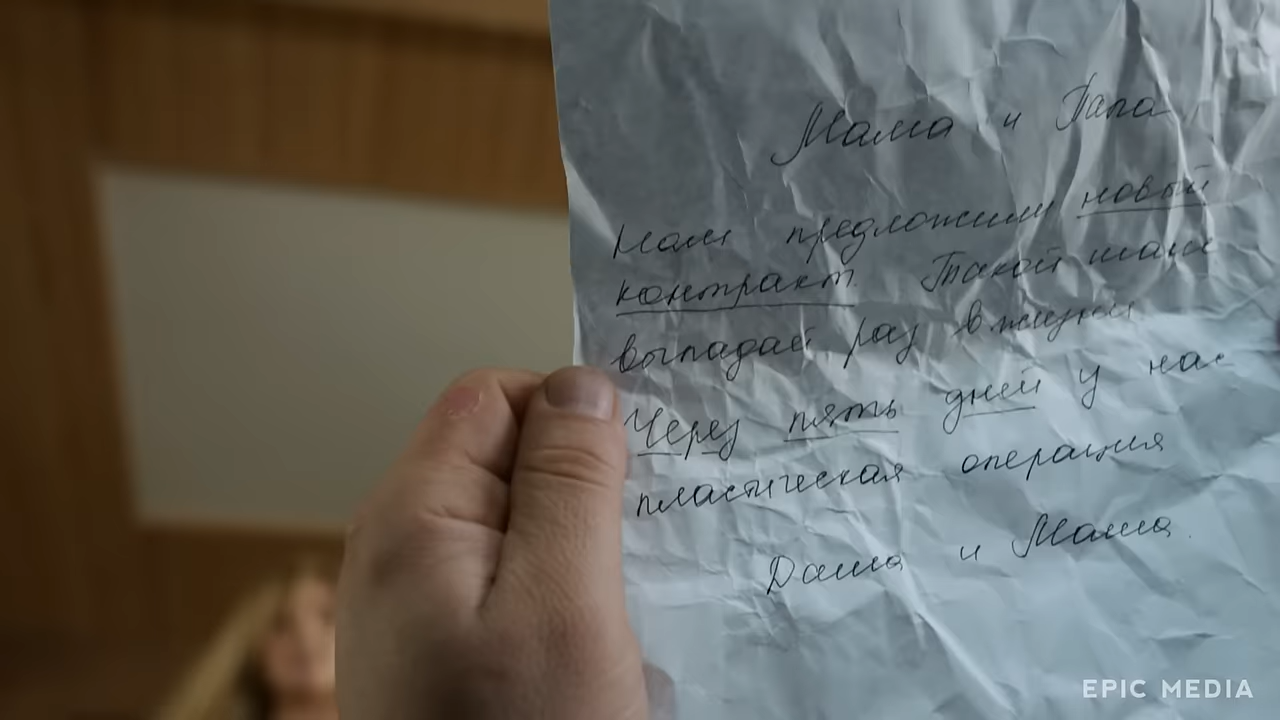 Мама и Папа
Нам предложили новый
контракт. Такой шанс
выпадает раз в жизни
Через пять дней у нас
пластическая операция
Даша и Маша.
EPIC MEDIA